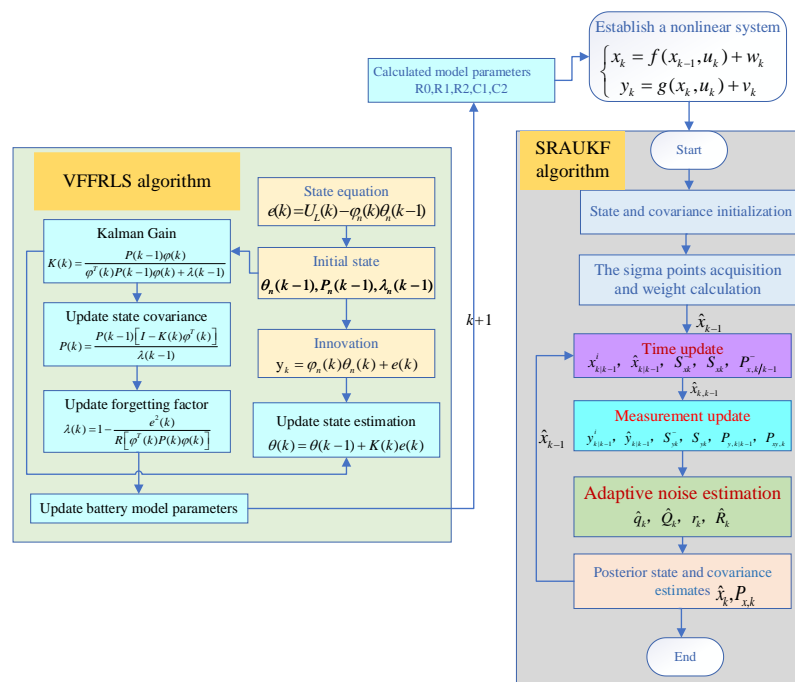 Establish a nonlinear system
x_k = f(x_{k-1}, u_k) + w_k
y_k = g(x_k, u_k) + v_k
Calculated model parameters
R0,R1,R2,C1,C2
VFFRLS algorithm
State equation
e(k)=U_L(k)−φ_n(k)θ_n(k−1)
Kalman Gain
K(k) = P(k−1)φ(k) / φ^T(k)P(k−1)φ(k)+λ(k−1)
Initial state
θ_n(k−1),P_n(k−1),λ_n(k−1)
Update state covariance
P(k) = P(k−1)[I−K(k)φ^T(k)] / λ(k−1)
Innovation
y_k = φ_n(k)θ_n(k)+e(k)
Update forgetting factor
λ(k)=1− e²(k) / R[φ^T(k)P(k)φ(k)]
Update state estimation
θ(k)=θ(k−1)+K(k)e(k)
Update battery model parameters
k+1
SRAUKF
algorithm
Start
State and covariance initialization
The sigma points acquisition
and weight calculation
x̂_{k−1}
Time update
x^i_{k|k−1}, x̂_{k|k−1}, S_{xk}, S_{xk}, P^−_{x,k/k−1}
x̂_{k,k−1}
x̂_{k−1}
Measurement update
y^i_{k|k−1}, ŷ_{k|k−1}, S^−_{yk}, S_{yk}, P_{y,k|k−1}, P_{xy,k}
Adaptive noise estimation
q̂_k, Q̂_k, r_k, R̂_k
Posterior state and covariance
estimates x̂_k,P_{x,k}
End